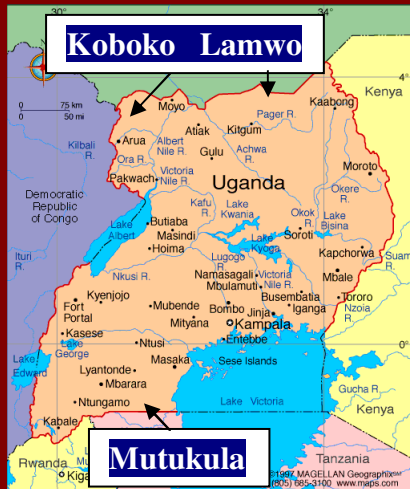 30°
Koboko Lamwo
4°
0 75 km
0 50 mi
Moyo
Kaabong
Kenya
Pager R.
Atiak
Kitgum
Arua
Albert
Nile R.
Kilbali
R.
Ora R.
Achwa
R.
Gulu
Moroto
Pakwach
Victoria
Nile R.
Uganda
Okere
R.
Democratic
Republic
of Congo
Kafu
R.
Lake
Kwania
Okok
R.
Lake
Bisina
Butiaba
Lake
Albert
Masindi
Soroti
Lake
Kyoga
Hoima
Kapchorwa
Ituri
R.
Lugogo
R.
Suam
R.
Nkusi R.
Namasagali
Victoria
Nile R.
Mbale
Mbulamuti
Kyenjojo
Busembatia
Tororo
Fort
Portal
Mubende
Bombo
Jinja
Iganga
Nzoia
R.
Mityana
Kampala
Kasese
Entebbe
Lake
George
Ntusi
0°
Masaka
Sese Islands
Lake
Edward
Lyantonde
Mbarara
Gucha R.
Ntungamo
Lake Victoria
Kenya
Kabale
Mutukula
Tanzania
Rwanda
©1997 MAGELLAN Geographix
(805) 685-3100 www.maps.com